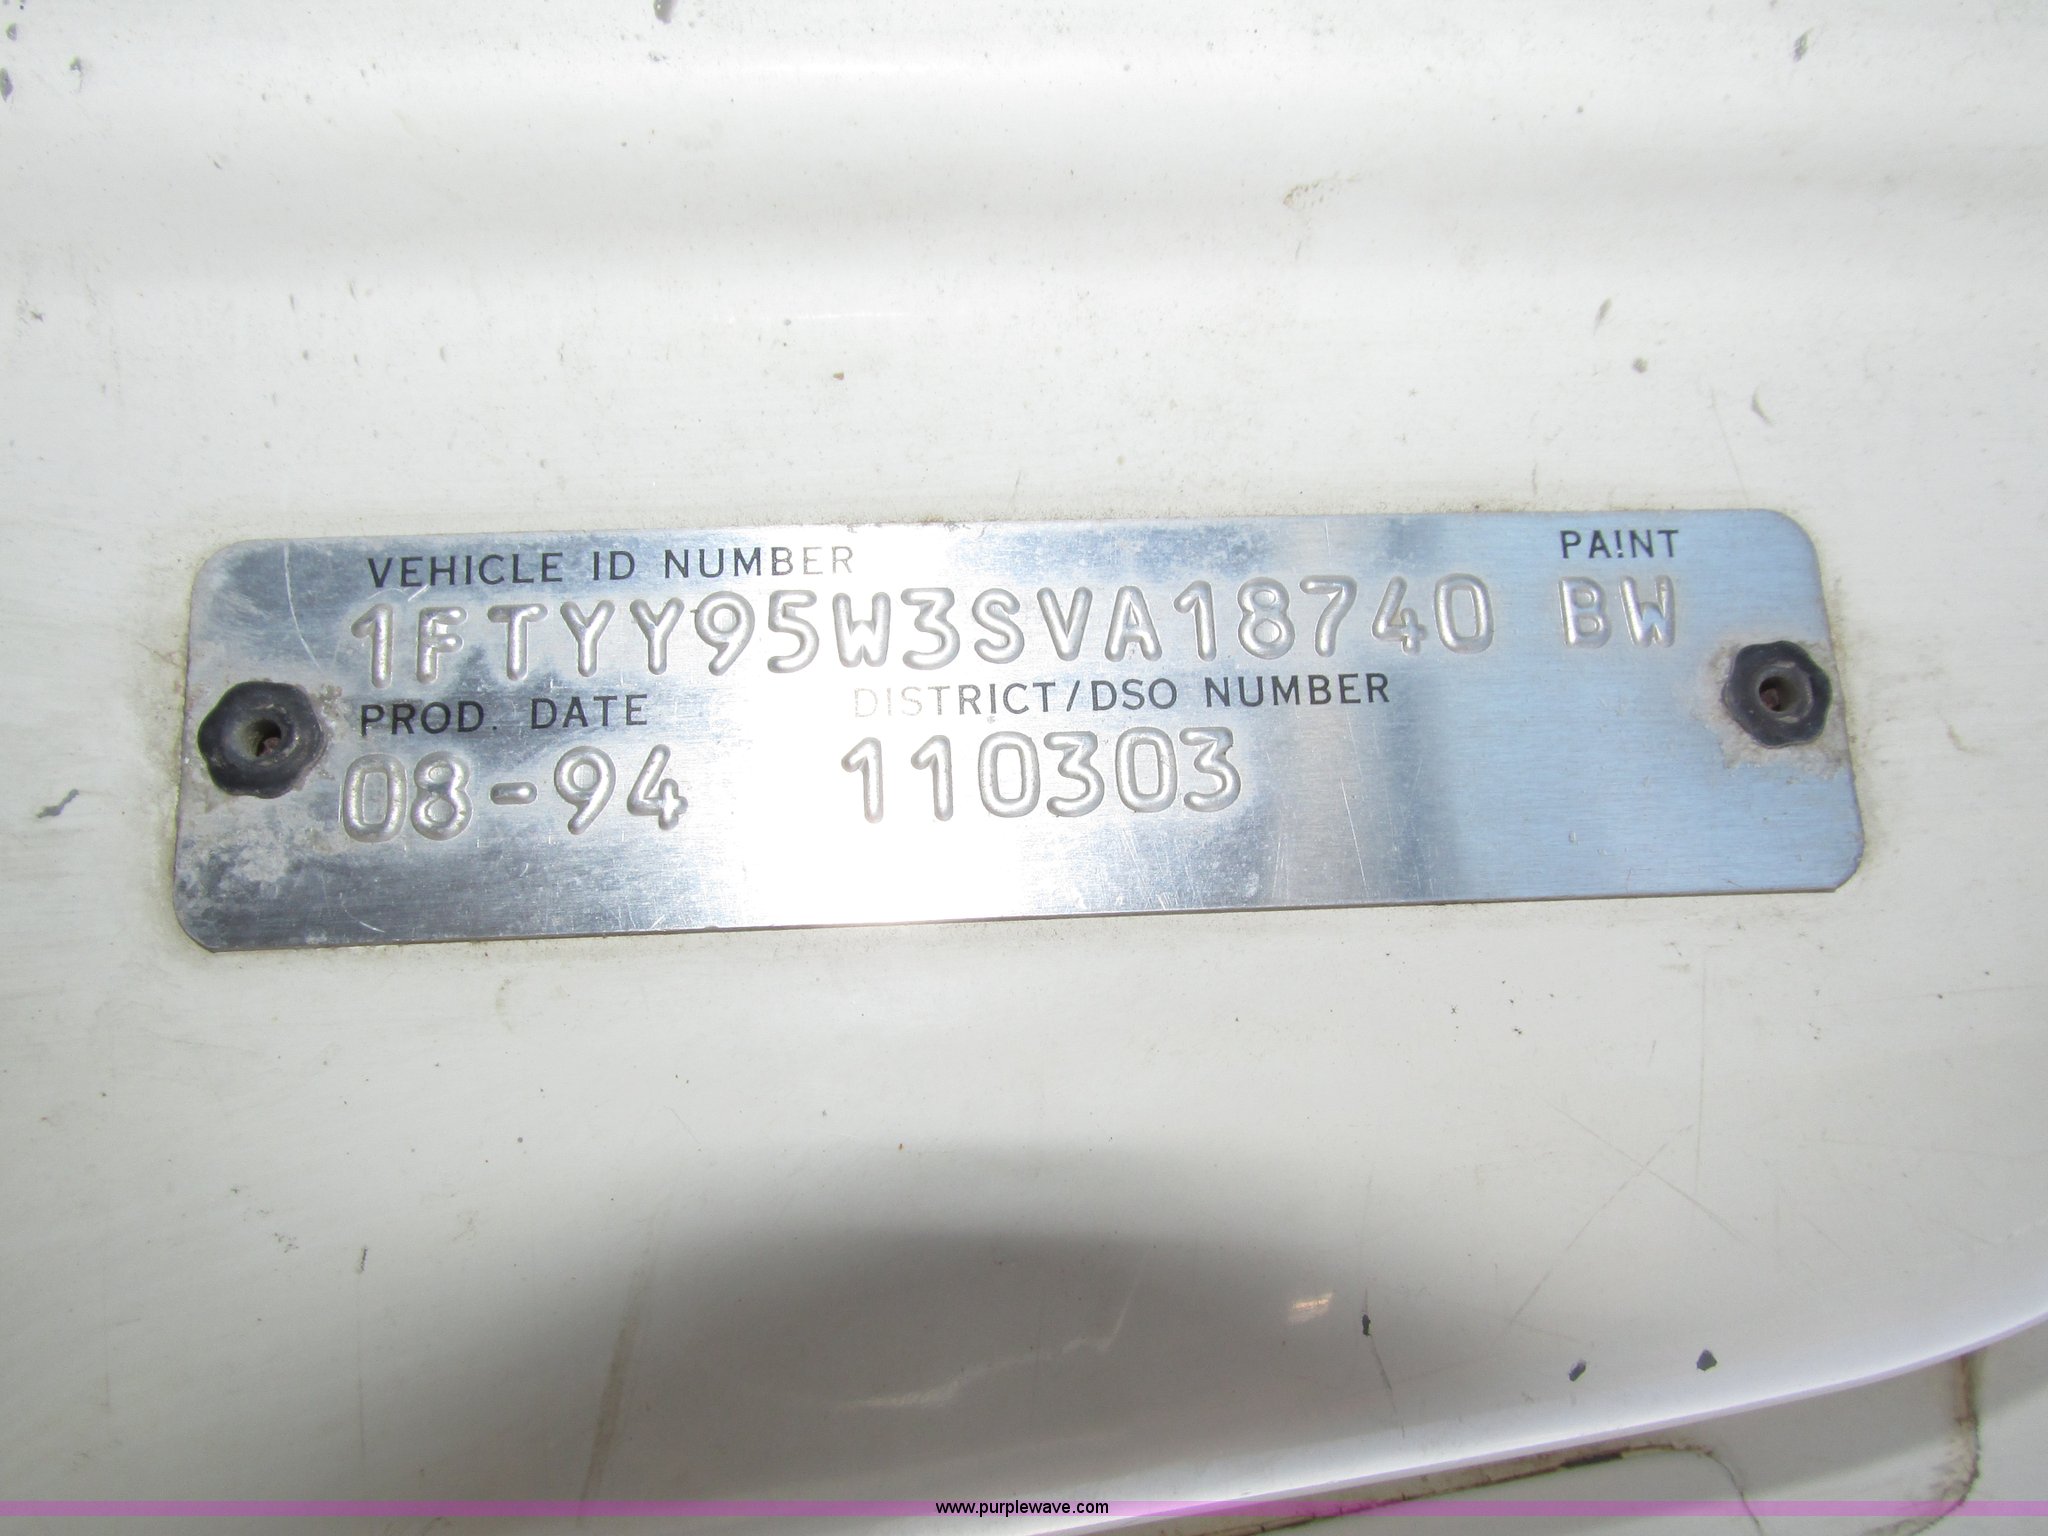 VEHICLE ID NUMBER PAINT
1FTYY95W3SVA18740 BW
PROD. DATE DISTRICT/DSO NUMBER
08-94 110303
www.purplewave.com